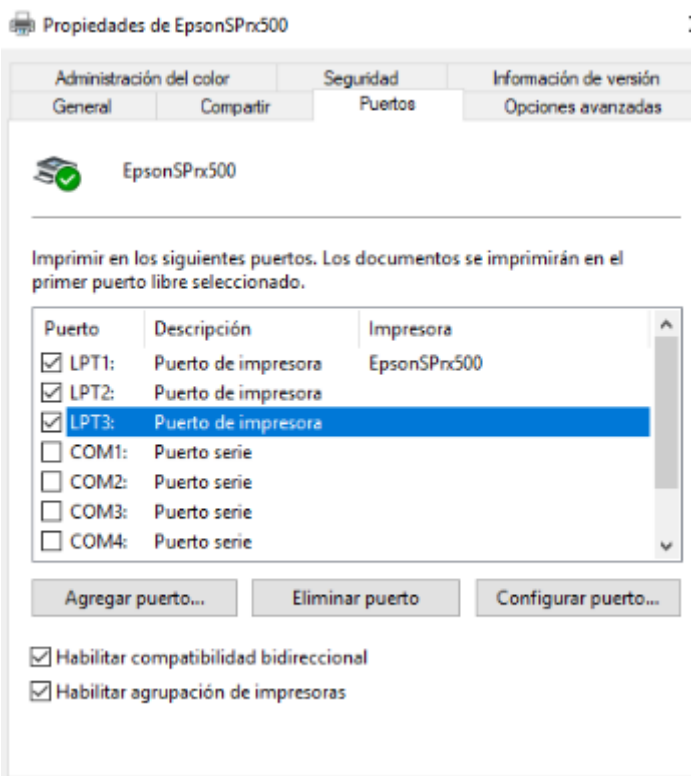 Propiedades de EpsonSPrx500
Administración del color Seguridad Información de versión
General Compartir Puertos Opciones avanzadas
EpsonSPrx500
Imprimir en los siguientes puertos. Los documentos se imprimirán en el
primer puerto libre seleccionado.
Puerto Descripción Impresora
LPT1: Puerto de impresora EpsonSPrx500
LPT2: Puerto de impresora
LPT3: Puerto de impresora
COM1: Puerto serie
COM2: Puerto serie
COM3: Puerto serie
COM4: Puerto serie
Agregar puerto... Eliminar puerto Configurar puerto...
Habilitar compatibilidad bidireccional
Habilitar agrupación de impresoras